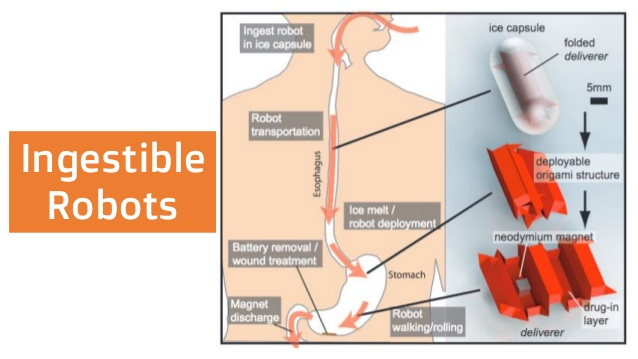 Ingestible
Robots
Ingest robot
in ice capsule
Robot
transportation
Esophagus
Ice melt /
robot deployment
Battery removal /
wound treatment
Stomach
Magnet
discharge
Robot
walking/rolling
ice capsule
folded
deliverer
5mm
deployable
origami structure
neodymium magnet
drug-in
layer
deliverer